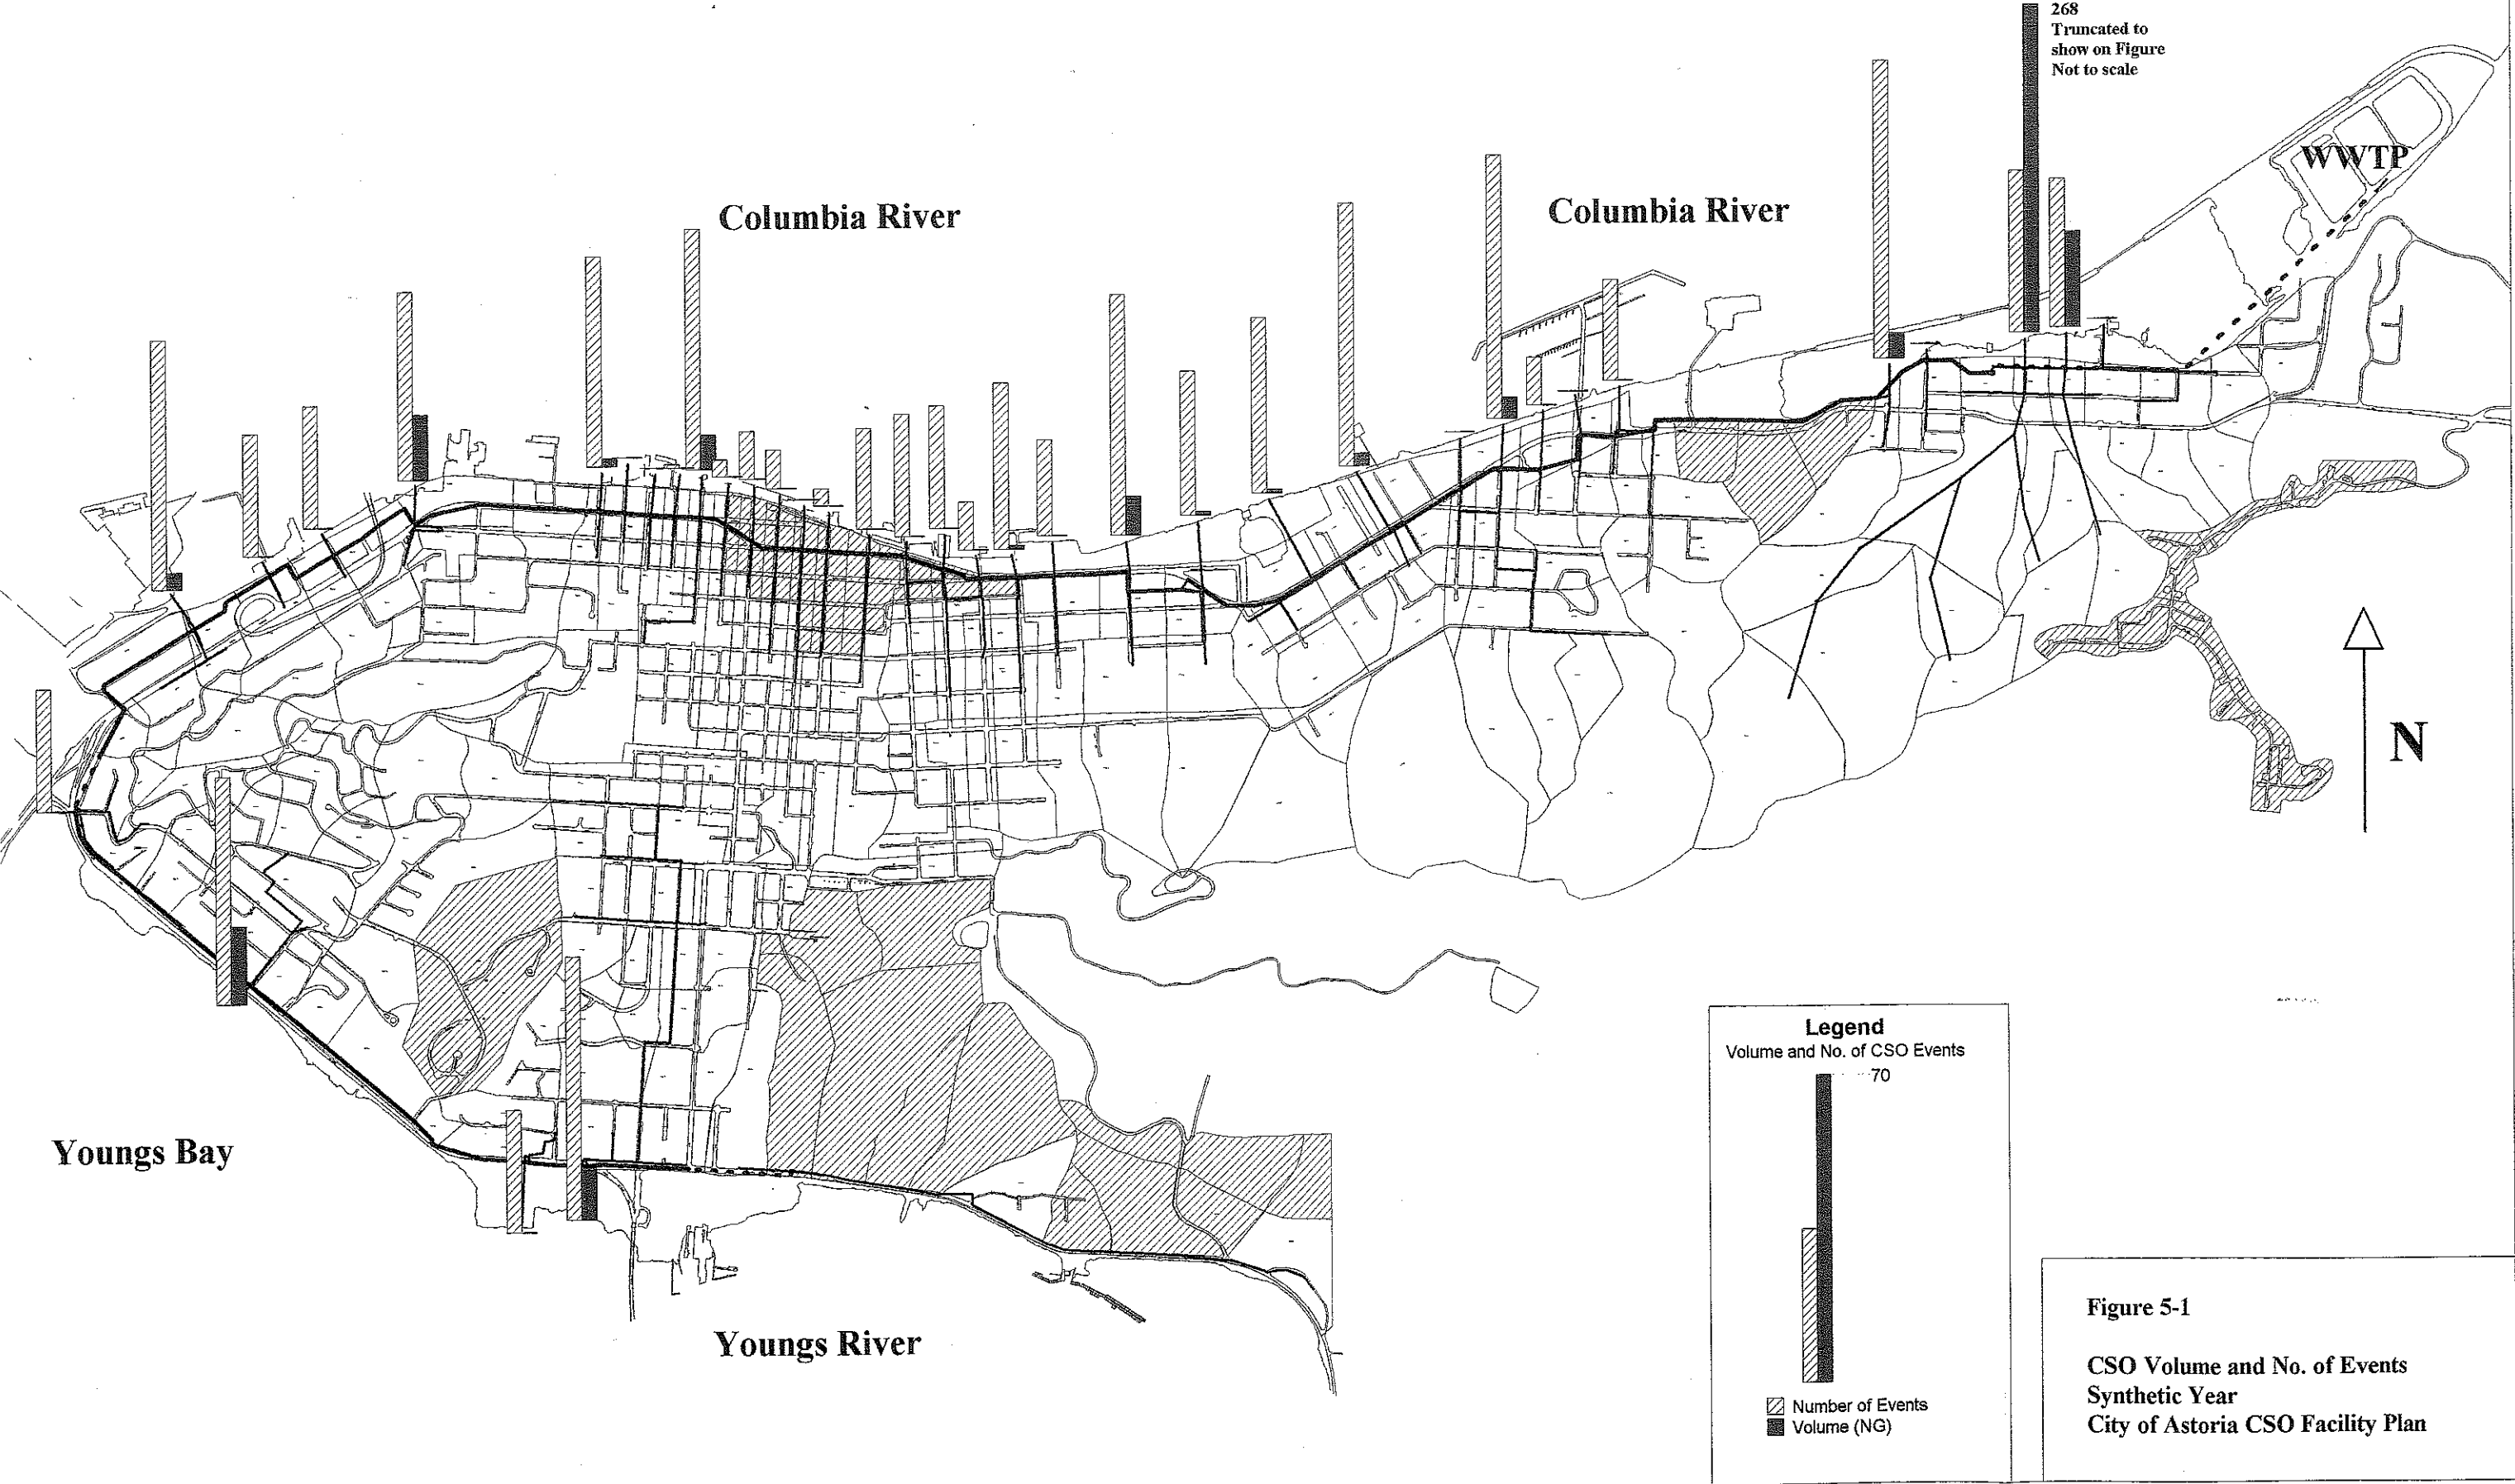 268
Truncated to
show on Figure
Not to scale
WWTP
Columbia River
Columbia River
N
Legend
Volume and No. of CSO Events
70
Number of Events
Volume (NG)
Youngs Bay
Youngs River
Figure 5-1
CSO Volume and No. of Events
Synthetic Year
City of Astoria CSO Facility Plan